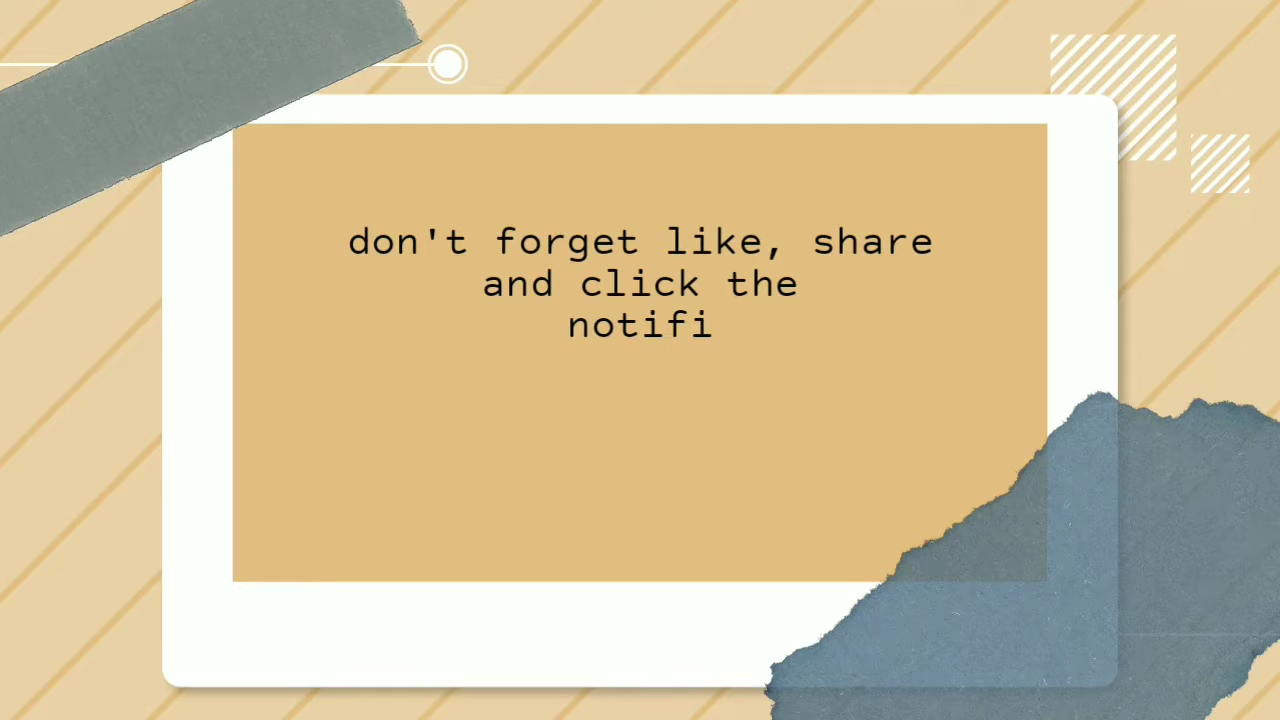 don't forget like, share
and click the
notifi